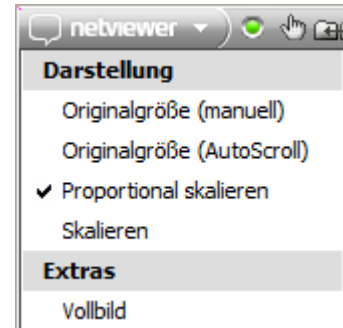 netviewer
Darstellung
Originalgröße (manuell)
Originalgröße (AutoScroll)
Proportional skalieren
Skalieren
Extras
Vollbild